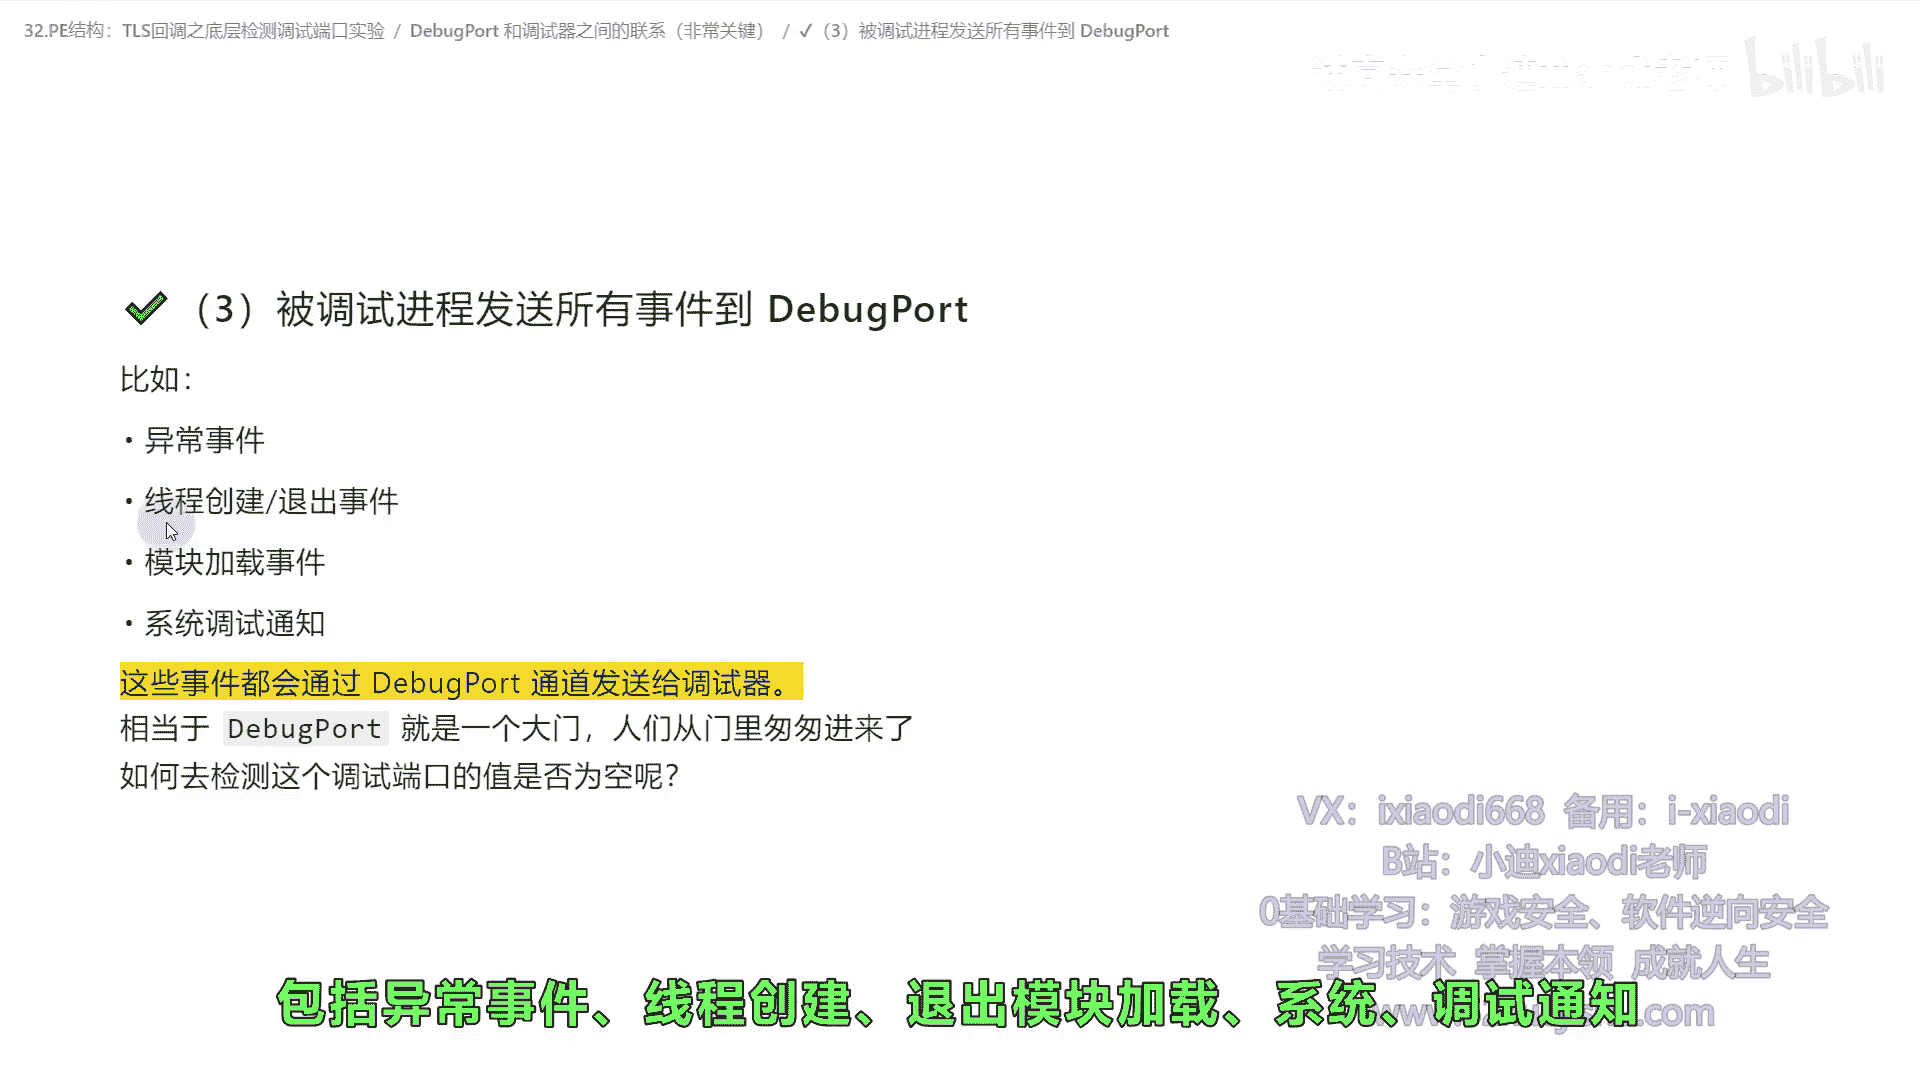 32.PE结构：TLS回调之底层检测调试端口实验 / DebugPort 和调试器之间的联系（非常关键） / ✓（3）被调试进程发送所有事件到 DebugPort
bilibili
（3）被调试进程发送所有事件到 DebugPort
比如：
• 异常事件
• 线程创建/退出事件
• 模块加载事件
• 系统调试通知
这些事件都会通过 DebugPort 通道发送给调试器。
相当于 DebugPort 就是一个大门，人们从门里匆匆进来了
如何去检测这个调试端口的值是否为空呢？
VX：ixiaodi668 备用：i-xiaodi
B站：小迪xiaodi老师
0基础学习：游戏安全、软件逆向安全
学习技术 掌握本领 成就人生
包括异常事件、线程创建、退出模块加载、系统、调试通知